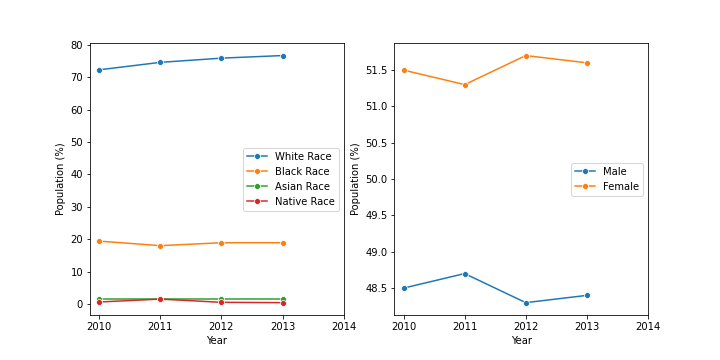 80
70
60
50
40
30
20
10
0
Population (%)
2010 2011 2012 2013 2014
Year
White Race
Black Race
Asian Race
Native Race
51.5
51.0
50.5
50.0
49.5
49.0
48.5
Population (%)
2010 2011 2012 2013 2014
Year
Male
Female